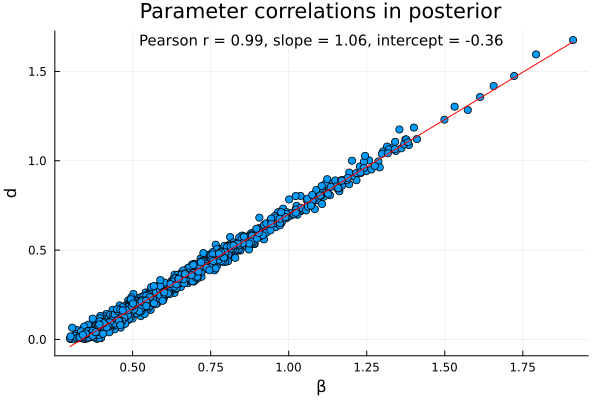 Parameter correlations in posterior
Pearson r = 0.99, slope = 1.06, intercept = -0.36
1.5
1.0
d
0.5
0.0
0.50 0.75 1.00 1.25 1.50 1.75
β